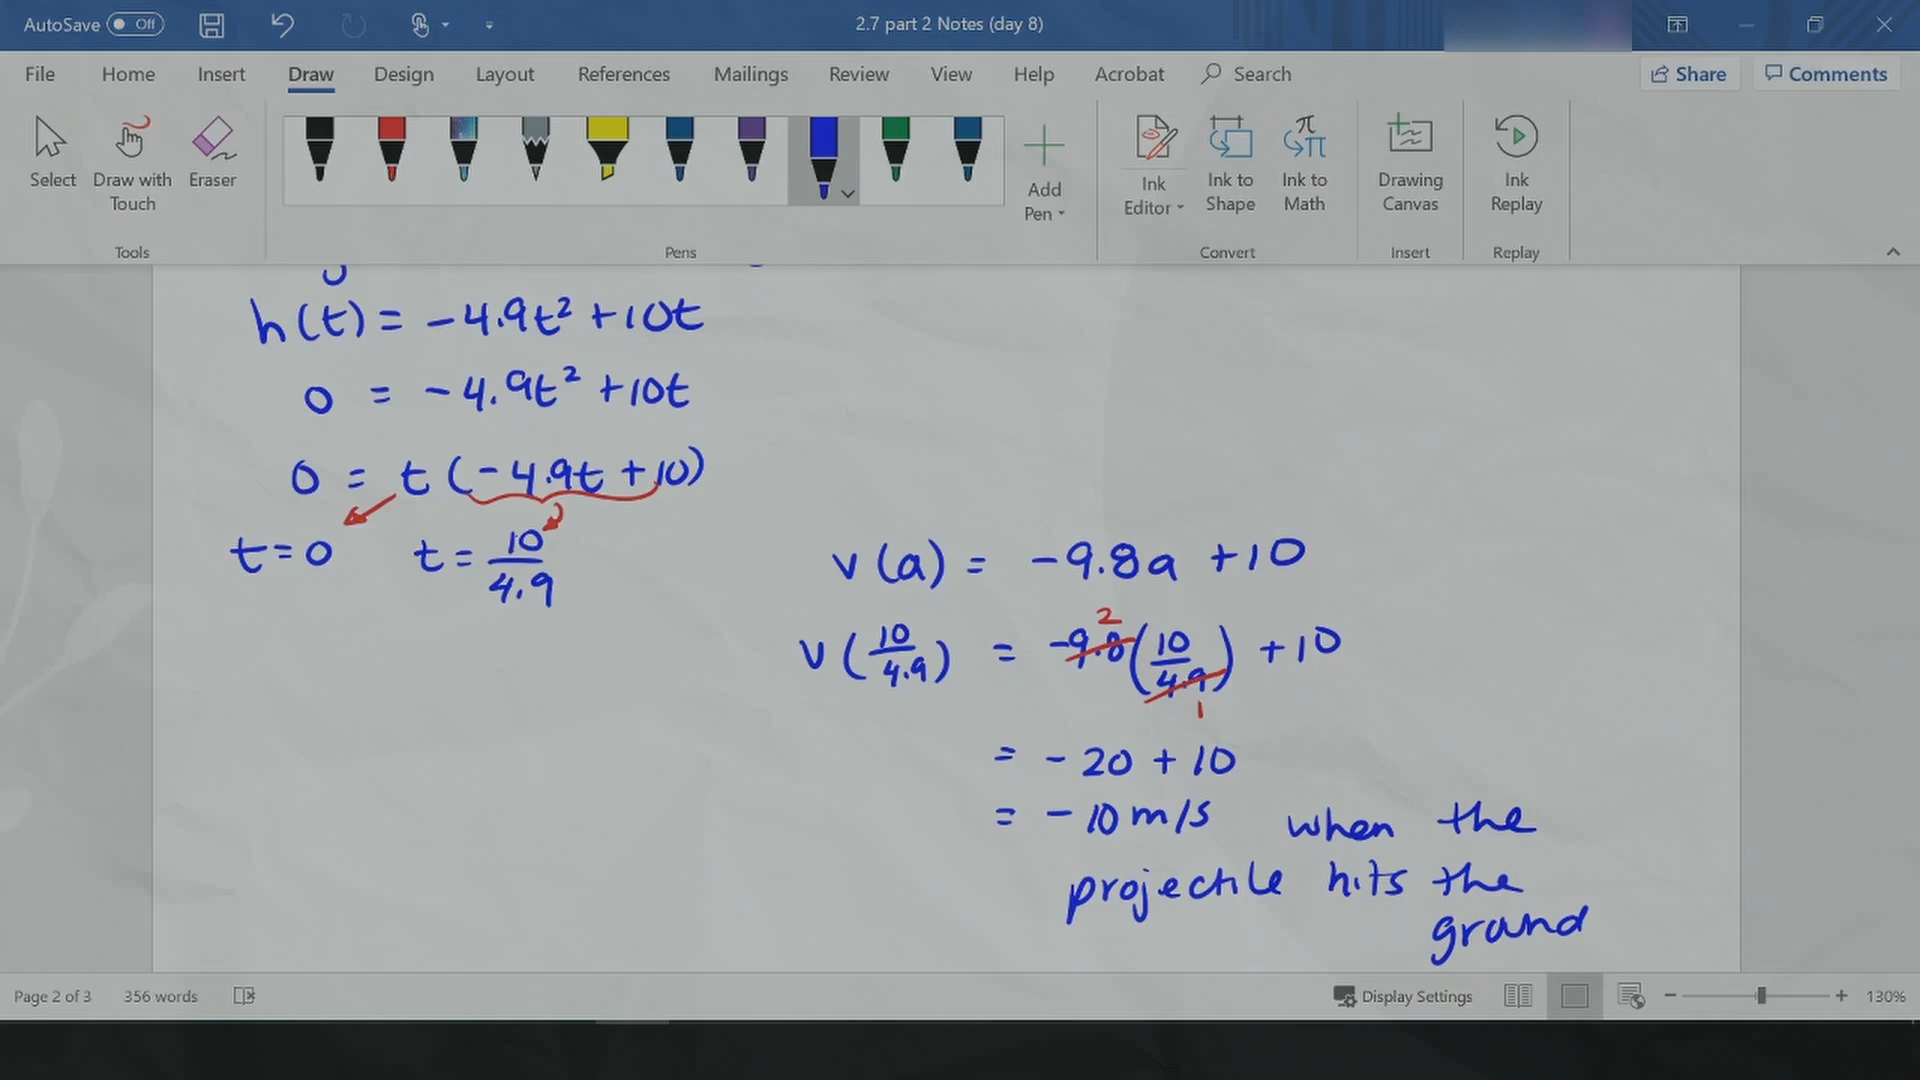 AutoSave Off
2.7 part 2 Notes (day 8)
File Home Insert Draw Design Layout References Mailings Review View Help Acrobat Search Share Comments
Select
Draw with Touch
Eraser
Add Pen
Ink Editor
Ink to Shape
Ink to Math
Drawing Canvas
Ink Replay
Tools Pens Convert Insert Replay
h(t) = -4.9t² +10t
0 = -4.9t² +10t
0 = t(-4.9t +10)
t=0 t= 10/4.9
v(a) = -9.8a +10
2
v(10/4.9) = -9.8(10/4.9) +10
1
= -20 + 10
= -10 m/s when the
projectile hits the
ground
Page 2 of 3 356 words Display Settings 130%